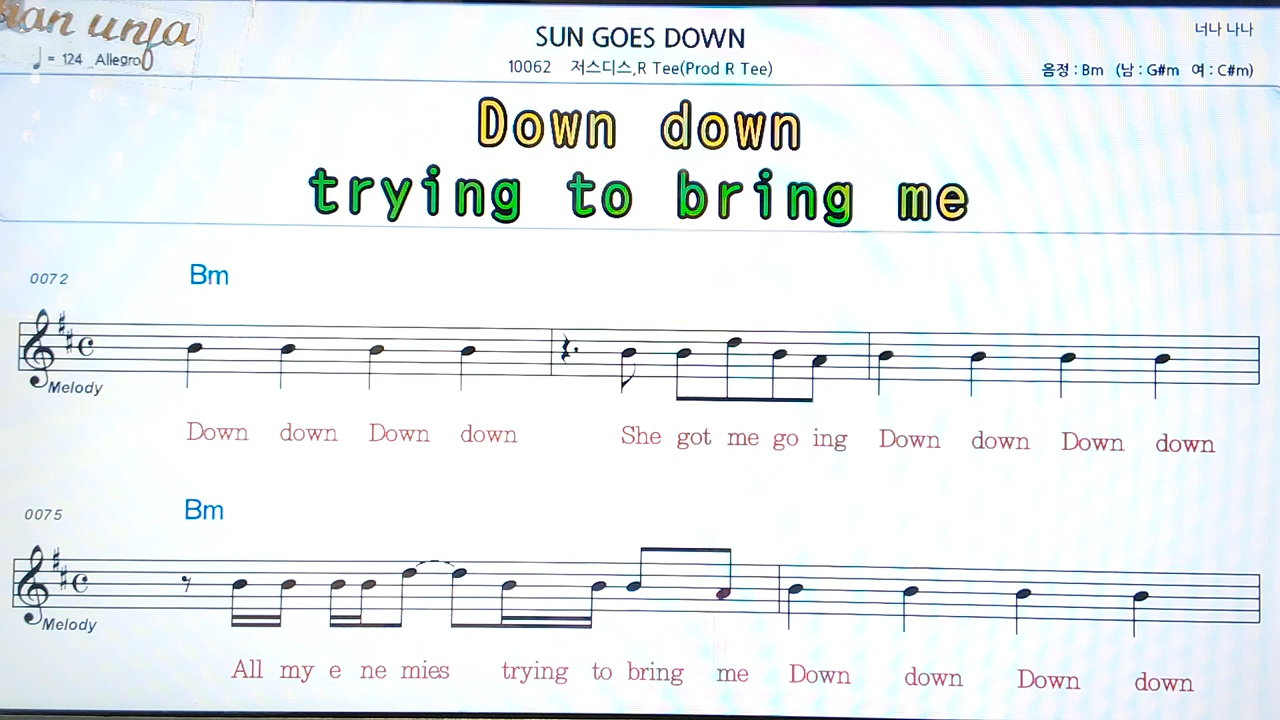 SUN GOES DOWN
너나 나나
♩ = 124 Allegro
10062 저스디스,R Tee(Prod R Tee)
음정 : Bm (남 : G#m 여 : C#m)
Down down
trying to bring me
0072 Bm
Melody
Down down Down down She got me go ing Down down Down down
0075 Bm
Melody
All my e ne mies trying to bring me Down down Down down